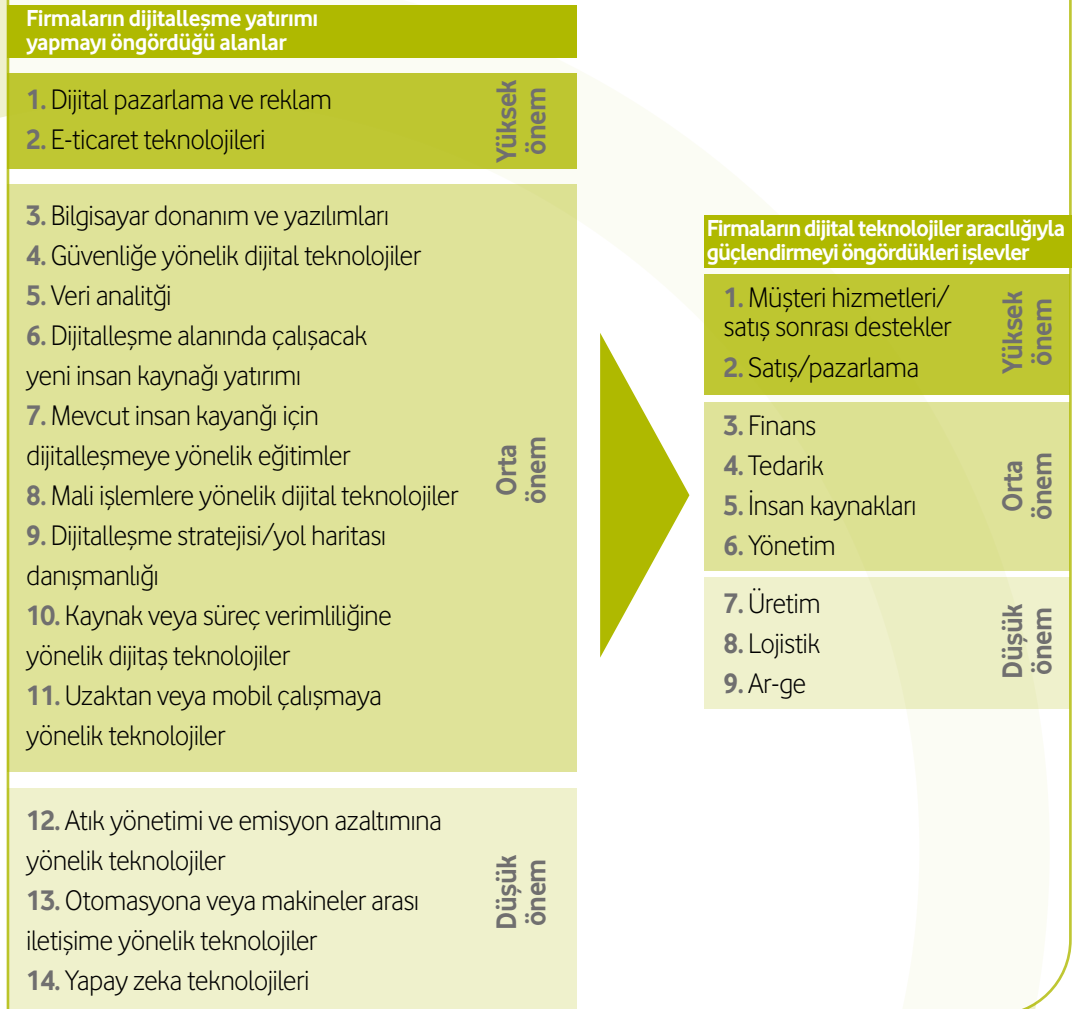 Firmaların dijitalleşme yatırımı
yapmayı öngördüğü alanlar
1. Dijital pazarlama ve reklam
2. E-ticaret teknolojileri
Yüksek
önem
3. Bilgisayar donanım ve yazılımları
4. Güvenliğe yönelik dijital teknolojiler
5. Veri analitği
6. Dijitalleşme alanında çalışacak
yeni insan kaynağı yatırımı
7. Mevcut insan kayanğı için
dijitalleşmeye yönelik eğitimler
8. Mali işlemlere yönelik dijital teknolojiler
9. Dijitalleşme stratejisi/yol haritası
danışmanlığı
10. Kaynak veya süreç verimliliğine
yönelik dijitaş teknolojiler
11. Uzaktan veya mobil çalışmaya
yönelik teknolojiler
Orta
önem
12. Atık yönetimi ve emisyon azaltımına
yönelik teknolojiler
13. Otomasyona veya makineler arası
iletişime yönelik teknolojiler
14. Yapay zeka teknolojileri
Düşük
önem
Firmaların dijital teknolojiler aracılığıyla
güçlendirmeyi öngördükleri işlevler
1. Müşteri hizmetleri/
satış sonrası destekler
2. Satış/pazarlama
Yüksek
önem
3. Finans
4. Tedarik
5. İnsan kaynakları
6. Yönetim
Orta
önem
7. Üretim
8. Lojistik
9. Ar-ge
Düşük
önem